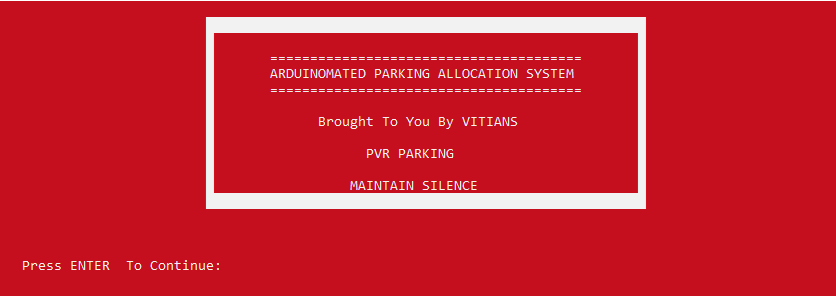 =======================================
ARDUINOMATED PARKING ALLOCATION SYSTEM
=======================================
Brought To You By VITIANS
PVR PARKING
MAINTAIN SILENCE
Press ENTER  To Continue: